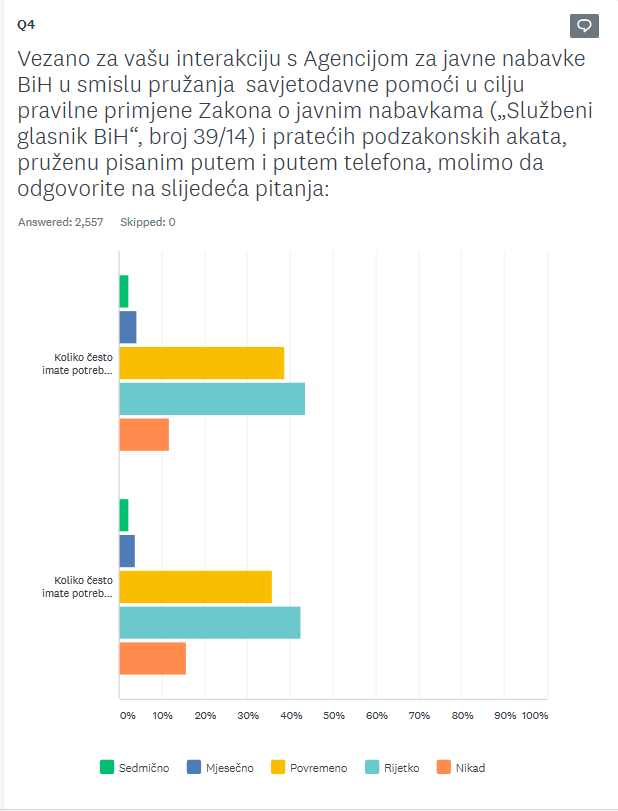 Q4
Vezano za vašu interakciju s Agencijom za javne nabavke
BiH u smislu pružanja savjetodavne pomoći u cilju
pravilne primjene Zakona o javnim nabavkama („Službeni
glasnik BiH“, broj 39/14) i pratećih podzakonskih akata,
pruženu pisanim putem i putem telefona, molimo da
odgovorite na slijedeća pitanja:
Answered: 2,557 Skipped: 0
Koliko često
imate potreb...
Koliko često
imate potreb...
0% 10% 20% 30% 40% 50% 60% 70% 80% 90% 100%
Sedmično Mjesečno Povremeno Rijetko Nikad